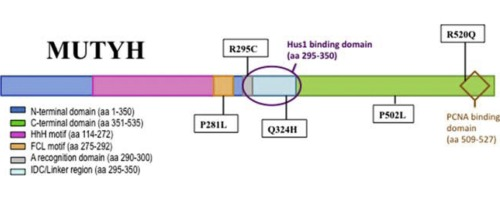 MUTYH
R295C
Hus1 binding domain
(aa 295-350)
R520Q
P281L
Q324H
P502L
PCNA binding
domain
(aa 509-527)
N-terminal domain (aa 1-350)
C-terminal domain (aa 351-535)
HhH motif (aa 114-272)
FCL motif (aa 275-292)
A recognition domain (aa 290-300)
IDC/Linker region (aa 295-350)